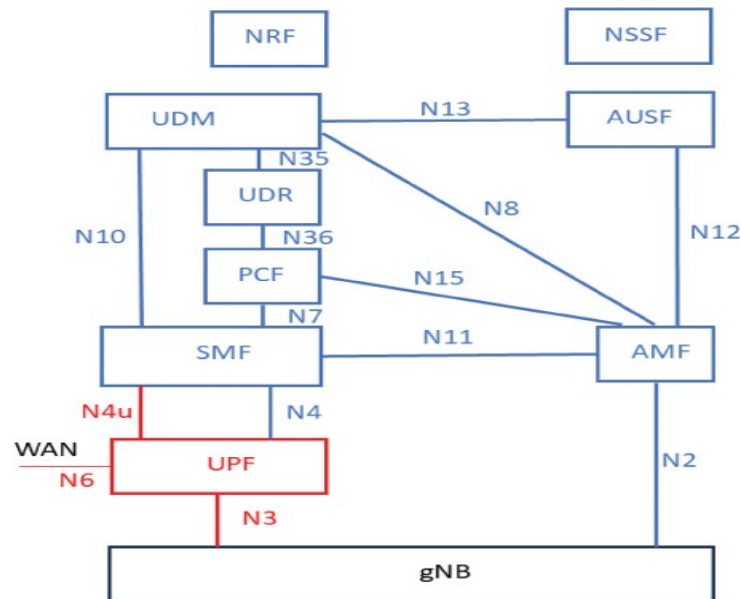 NRF
NSSF
UDM
N13
AUSF
N35
UDR
N8
N10
N36
N12
PCF
N15
N7
SMF
N11
AMF
N4u
N4
WAN
N6
UPF
N2
N3
gNB